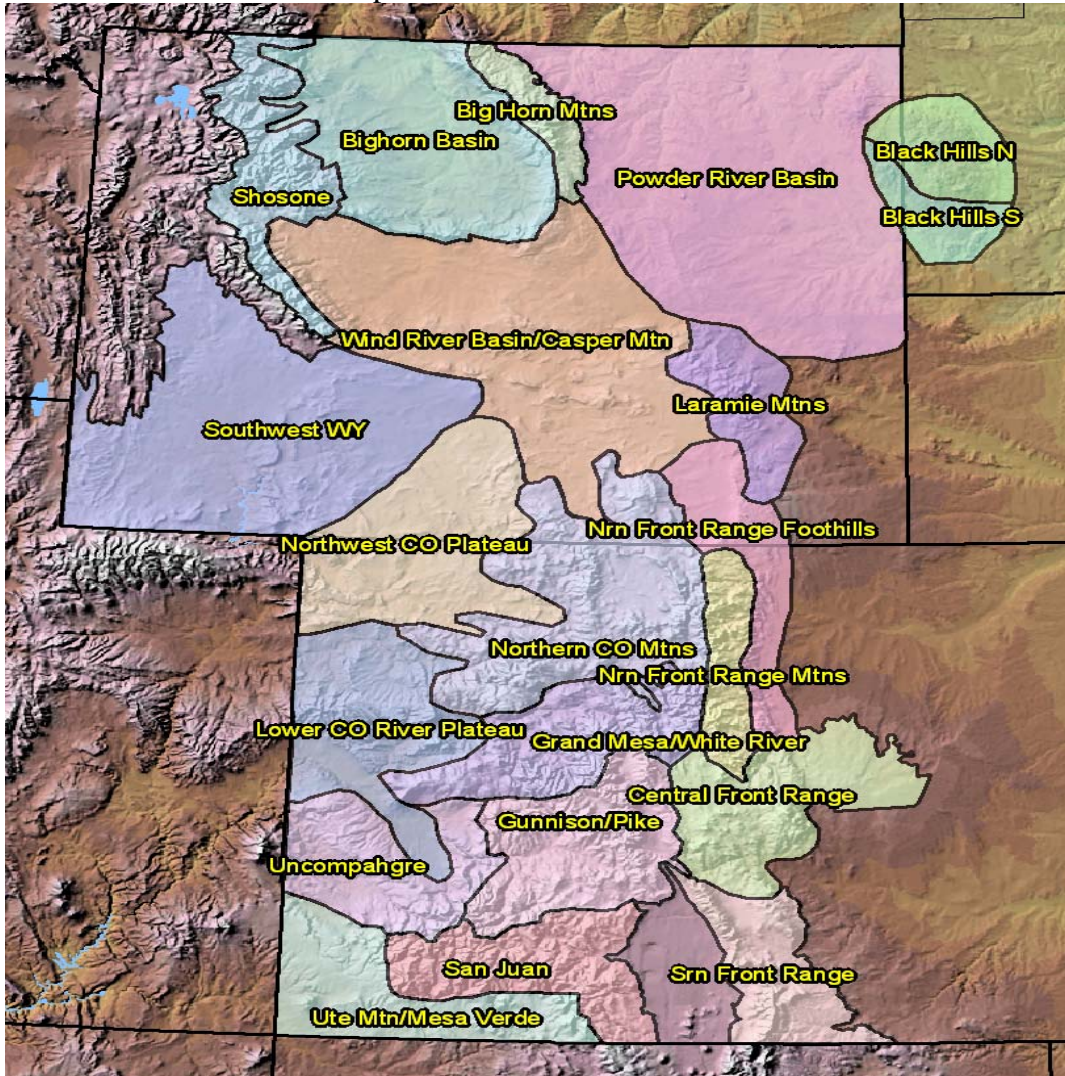 Big Horn Mtns
Bighorn Basin
Black Hills N
Powder River Basin
Shosone
Black Hills S
Wind River Basin/Casper Mtn
Laramie Mtns
Southwest WY
Nrn Front Range Foothills
Northwest CO Plateau
Northern CO Mtns
Nrn Front Range Mtns
Lower CO River Plateau
Grand Mesa/White River
Central Front Range
Gunnison/Pike
Uncompahgre
San Juan
Srn Front Range
Ute Mtn/Mesa Verde